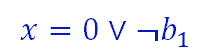 x = 0 ∨ ¬b₁